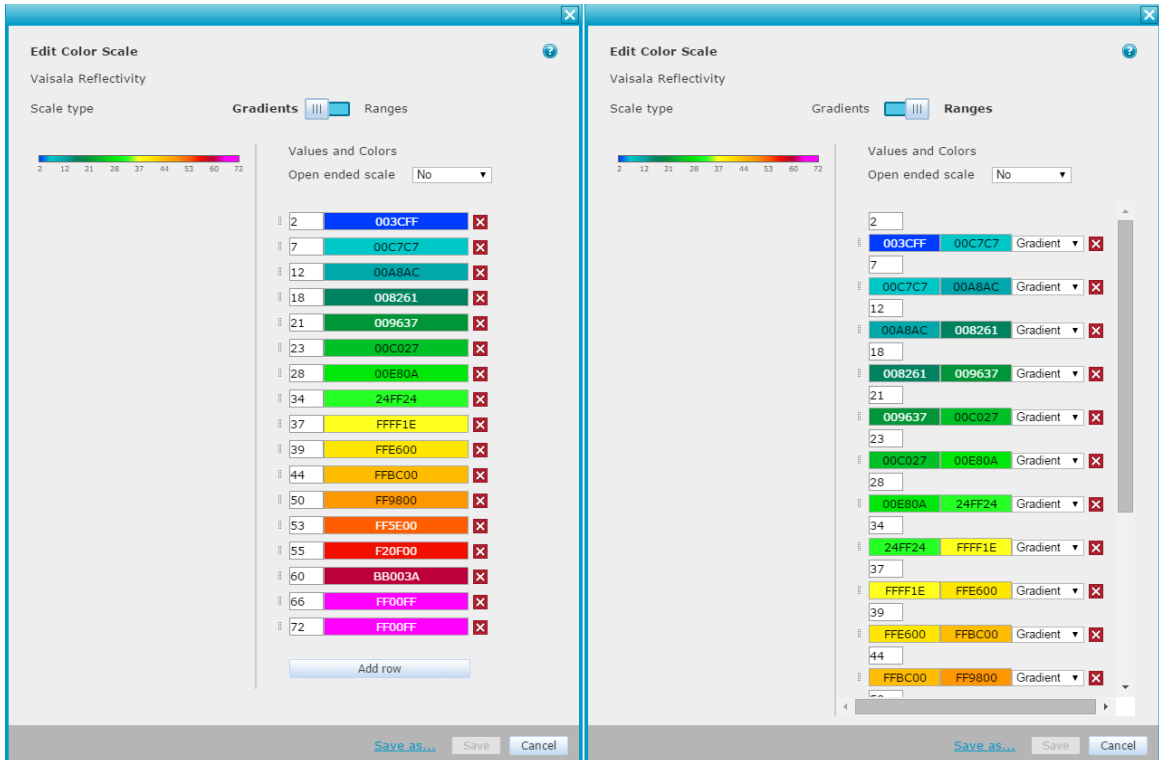 Edit Color Scale
Vaisala Reflectivity
Scale type Gradients Ranges
Values and Colors
Open ended scale No
2 12 21 28 37 44 53 60 72
2 003CFF
7 00C7C7
12 00A8AC
18 008261
21 009637
23 00C027
28 00E80A
34 24FF24
37 FFFF1E
39 FFE600
44 FFBC00
50 FF9800
53 FF5E00
55 F20F00
60 BB003A
66 FF00FF
72 FF00FF
Add row
Save as... Save Cancel
Edit Color Scale
Vaisala Reflectivity
Scale type Gradients Ranges
Values and Colors
Open ended scale No
2 12 21 28 37 44 53 60 72
2
003CFF 00C7C7 Gradient
7
00C7C7 00A8AC Gradient
12
00A8AC 008261 Gradient
18
008261 009637 Gradient
21
009637 00C027 Gradient
23
00C027 00E80A Gradient
28
00E80A 24FF24 Gradient
34
24FF24 FFFF1E Gradient
37
FFFF1E FFE600 Gradient
39
FFE600 FFBC00 Gradient
44
FFBC00 FF9800 Gradient
Save as... Save Cancel